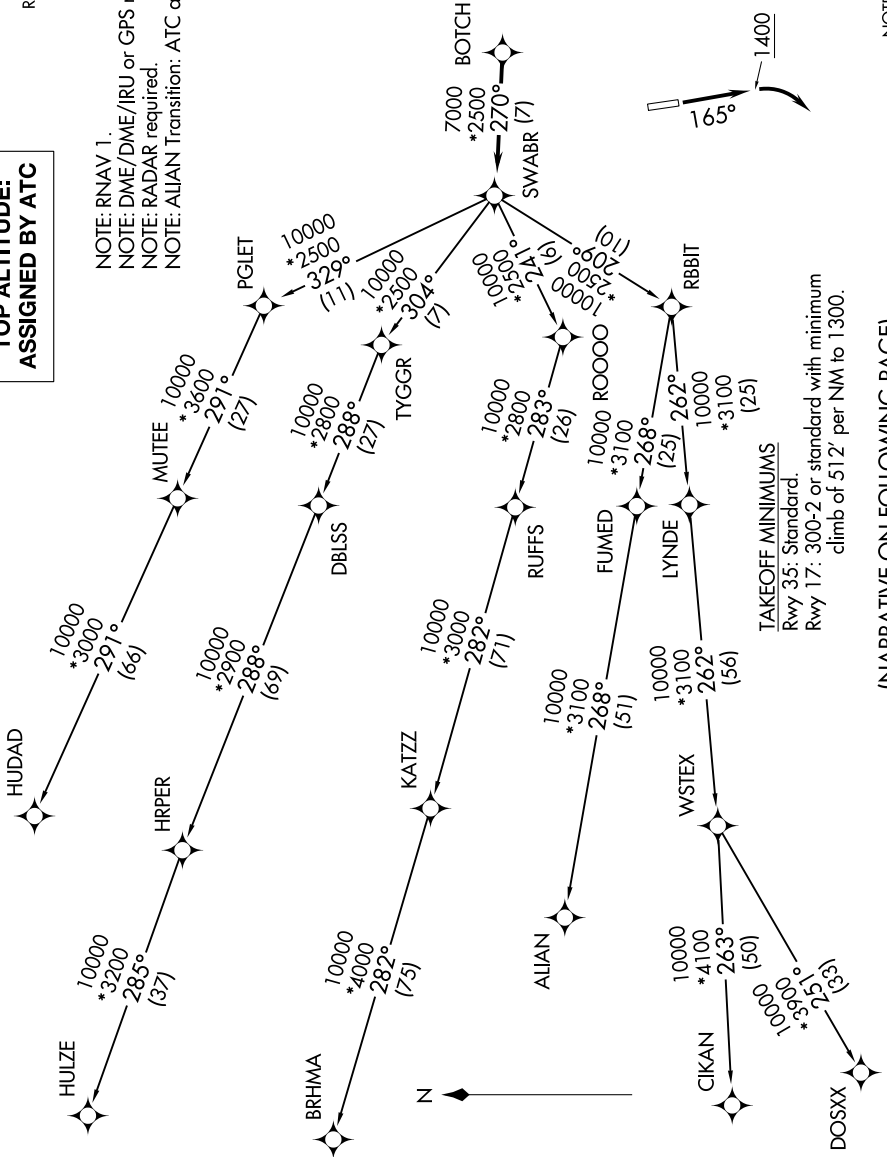 TOP ALTITUDE:
ASSIGNED BY ATC
NOTE: RNAV 1.
NOTE: DME/DME/IRU or GPS
NOTE: RADAR required.
NOTE: ALIAN Transition: ATC
BOTCH
7000
*2500
270°
(7)
SWABR
1400
165°
10000
*2500
329°
(11)
PGLET
10000
*3600
291°
(27)
MUTEE
10000
*3000
291°
(66)
HUDAD
10000
*2500
304°
(7)
TYGGR
10000
*2800
288°
(27)
DBLSS
10000
*2900
288°
(69)
HRPER
10000
*3200
285°
(37)
HULZE
10000
*2500
241°
(6)
ROOOO
10000
*2800
283°
(26)
RUFFS
10000
*3000
282°
(71)
KATZZ
10000
*4000
282°
(75)
BRHMA
10000
*2500
209°
(10)
RBBIT
10000
*3100
268°
(25)
FUMED
10000
*3100
268°
(51)
ALIAN
262°
10000
*3100
(25)
LYNDE
10000
*3100
262°
(56)
WSTEX
10000
*4100
263°
(50)
CIKAN
10000
*3900
251°
(33)
DOSXX
N
TAKEOFF MINIMUMS
Rwy 35: Standard.
Rwy 17: 300-2 or standard with minimum
climb of 512' per NM to 1300.
(NARRATIVE ON FOLLOWING PAGE)